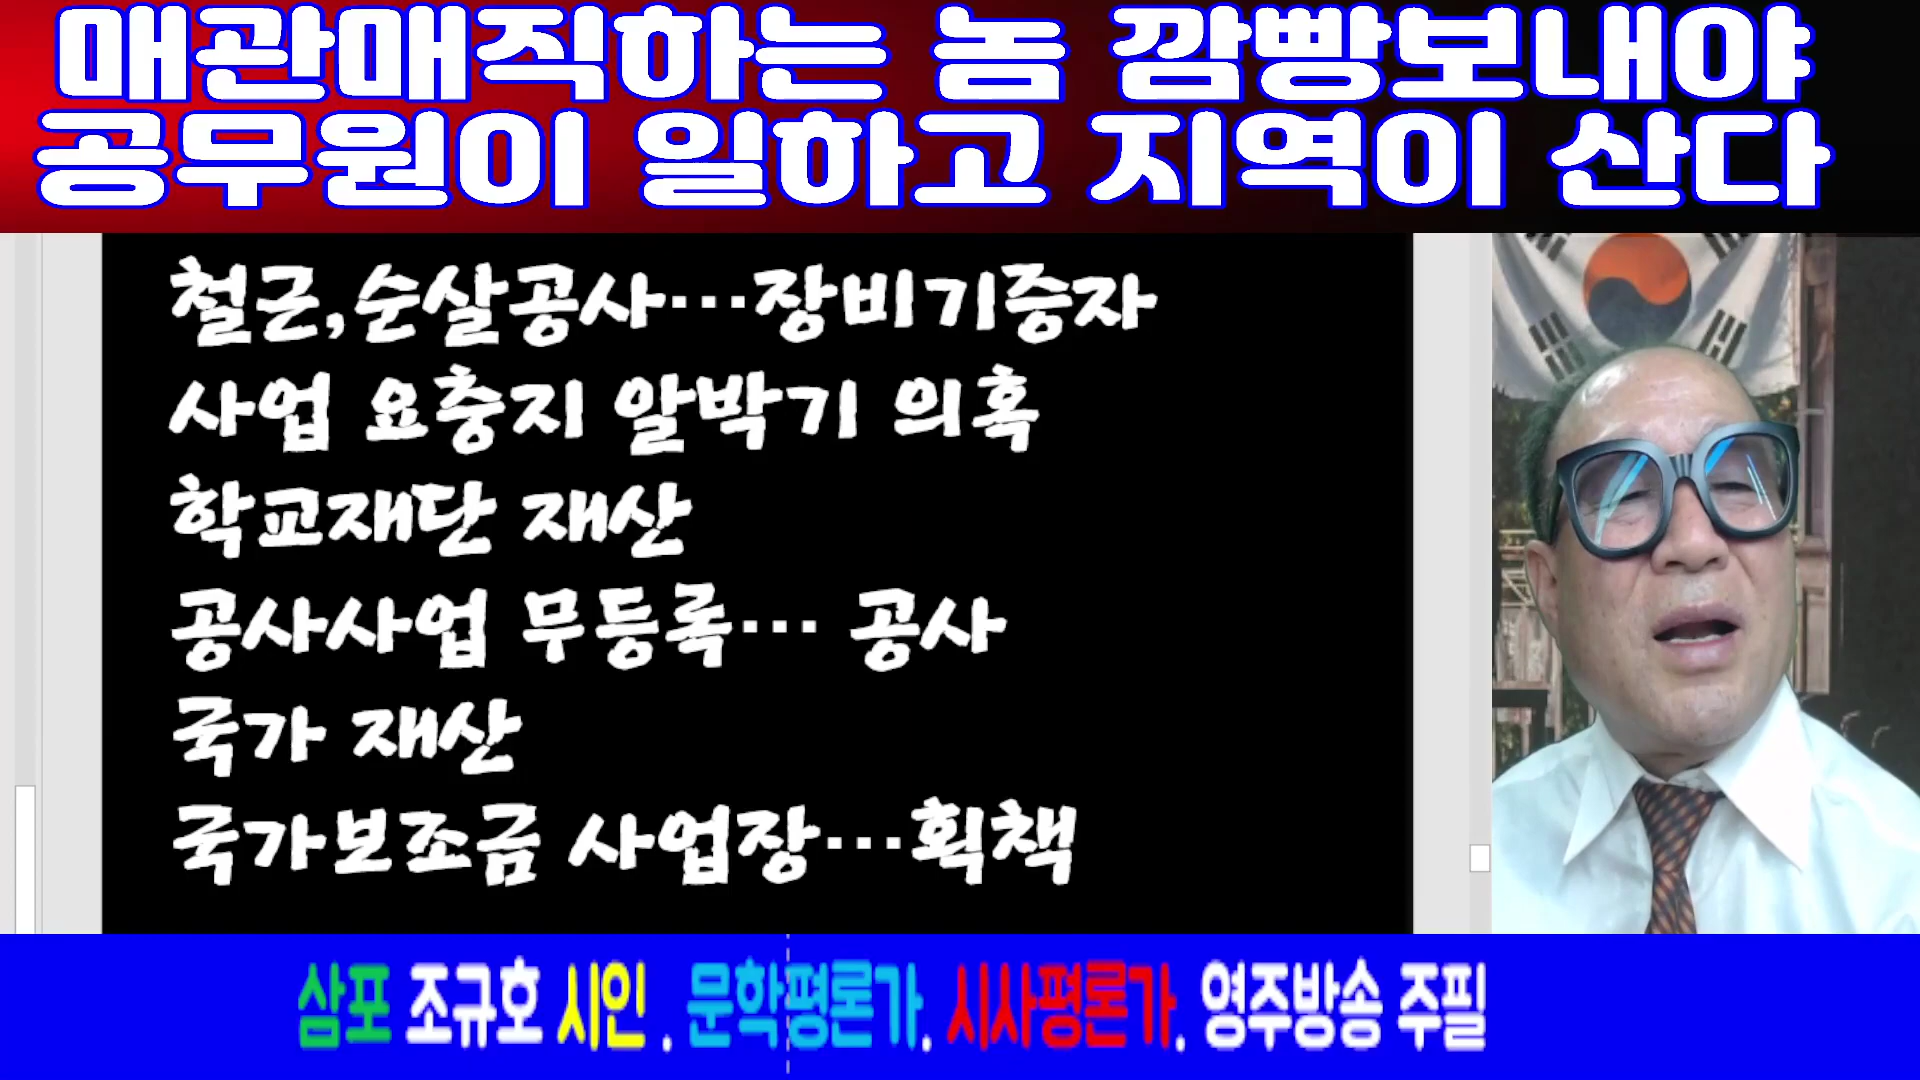 매관매직하는 놈 깜빵보내야
공무원이 일하고 지역이 산다
철근,순살공사…장비기증자
사업 요충지 알박기 의혹
학교재단 재산
공사사업 무등록… 공사
국가 재산
국가보조금 사업장…획책
삼포 조규호 시인 . 문학평론가. 시사평론가. 영주방송 주필